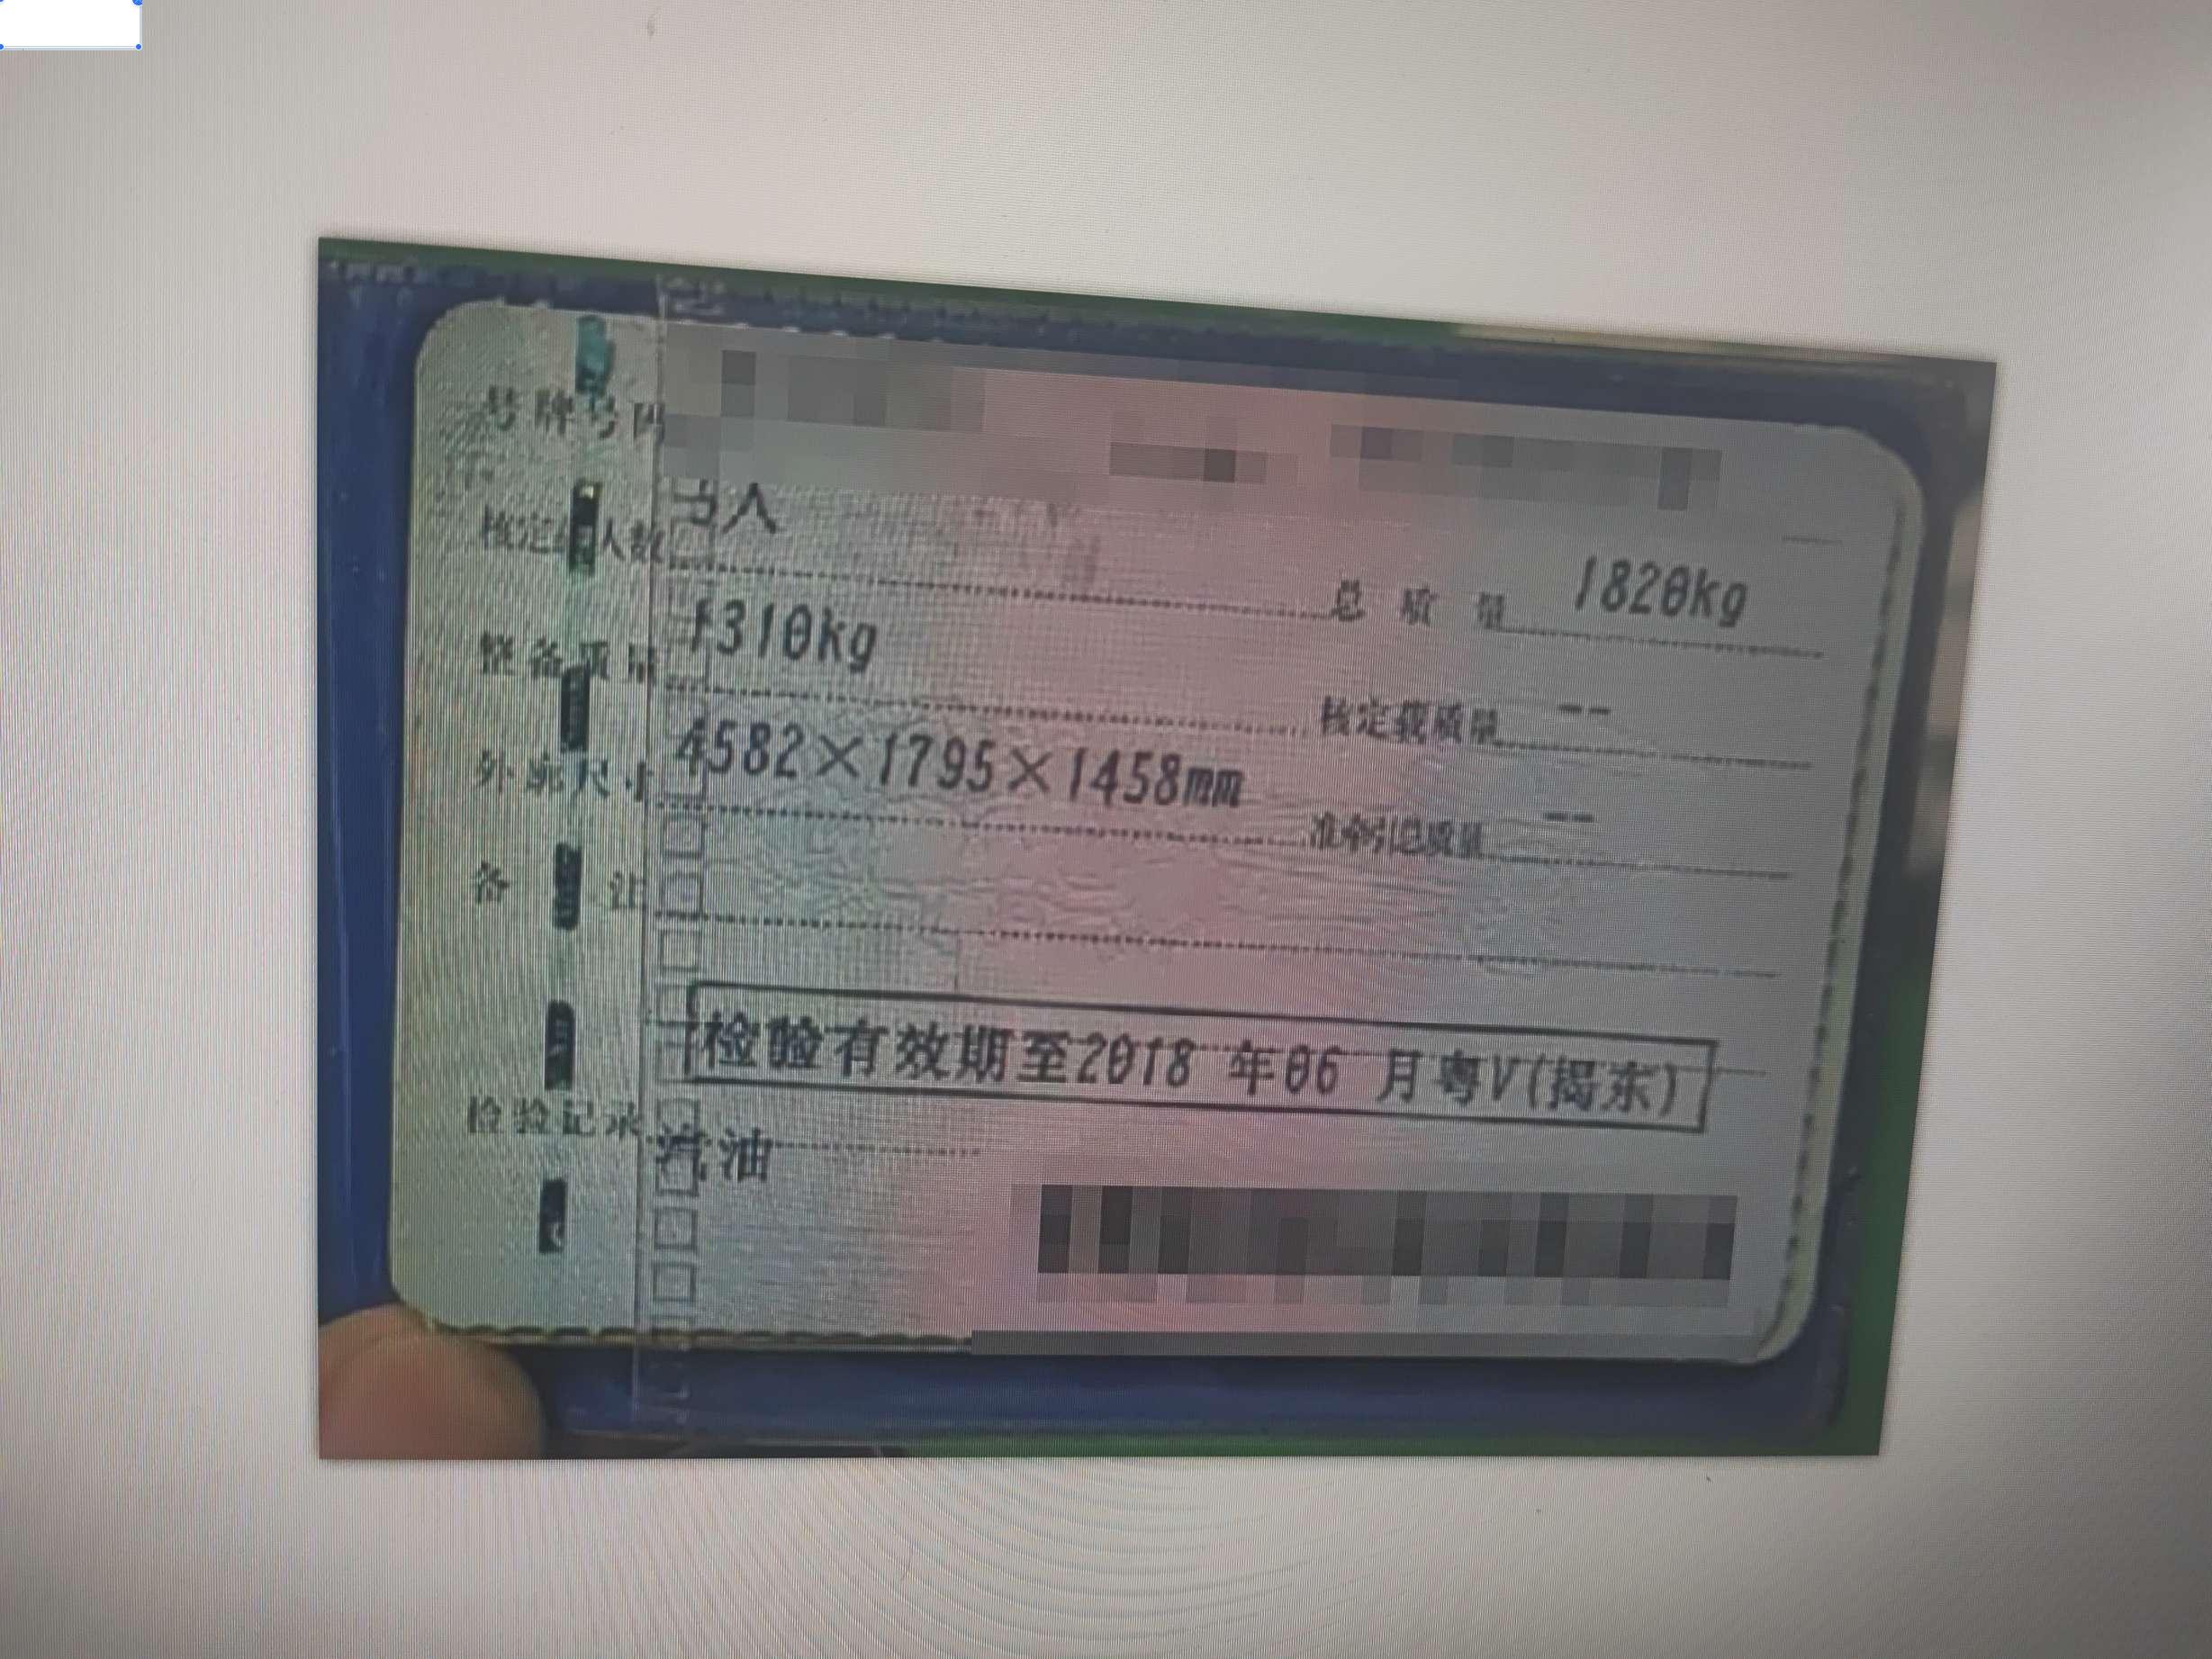 号牌号码
核定载人数 人 总质量 1820kg
整备质量 1310kg 核定载质量 --
外廓尺寸 4582×1795×1458mm 准牵引总质量 --
备注
检验有效期至2018 年06 月粤V(揭东)
检验记录
汽油